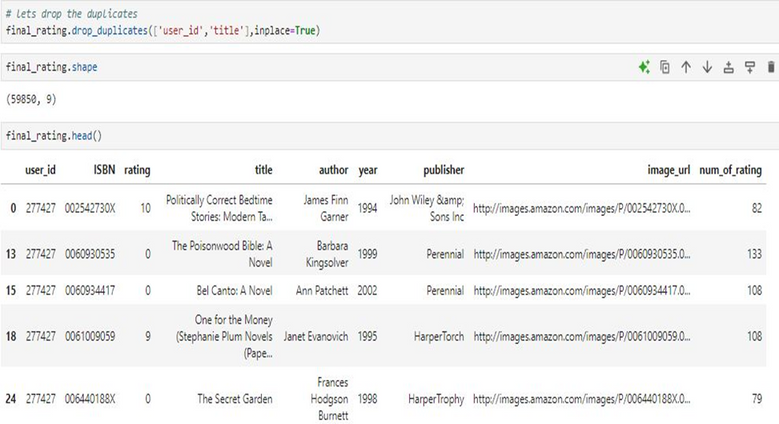 # lets drop the duplicates
final_rating.drop_duplicates(['user_id','title'],inplace=True)
final_rating.shape
(59850, 9)
final_rating.head()
user_id ISBN rating title author year publisher image_url num_of_rating
0 277427 002542730X 10 Politically Correct Bedtime Stories: Modern Ta... James Finn Garner 1994 John Wiley &amp; Sons Inc http://images.amazon.com/images/P/002542730X.0... 82
13 277427 0060930535 0 The Poisonwood Bible: A Novel Barbara Kingsolver 1999 Perennial http://images.amazon.com/images/P/0060930535.0... 133
15 277427 0060934417 0 Bel Canto: A Novel Ann Patchett 2002 Perennial http://images.amazon.com/images/P/0060934417.0... 108
18 277427 0061009059 9 One for the Money (Stephanie Plum Novels (Pape... Janet Evanovich 1995 HarperTorch http://images.amazon.com/images/P/0061009059.0... 108
24 277427 006440188X 0 The Secret Garden Frances Hodgson Burnett 1998 HarperTrophy http://images.amazon.com/images/P/006440188X.0... 79